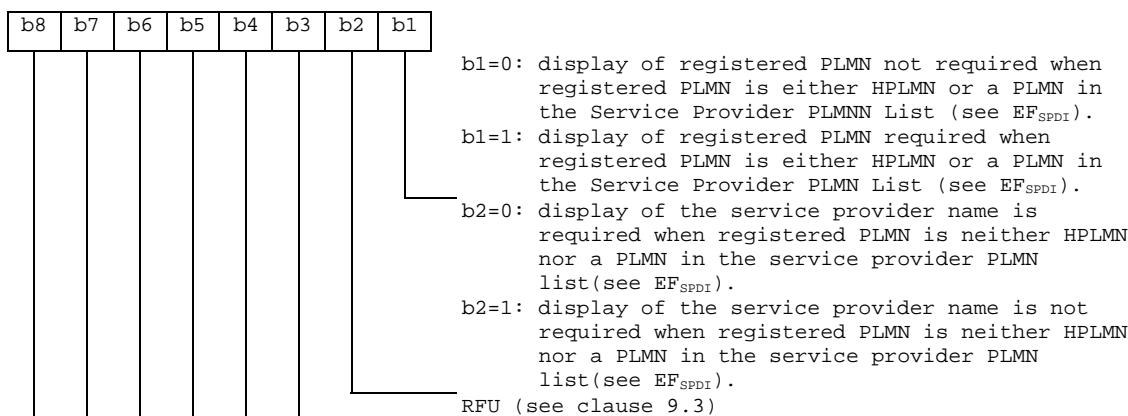 b8 b7 b6 b5 b4 b3 b2 b1
b1=0: display of registered PLMN not required when
registered PLMN is either HPLMN or a PLMN in
the Service Provider PLMNN List (see EFSPDI).
b1=1: display of registered PLMN required when
registered PLMN is either HPLMN or a PLMN in
the Service Provider PLMN List (see EFSPDI).
b2=0: display of the service provider name is
required when registered PLMN is neither HPLMN
nor a PLMN in the service provider PLMN
list(see EFSPDI).
b2=1: display of the service provider name is not
required when registered PLMN is neither HPLMN
nor a PLMN in the service provider PLMN
list(see EFSPDI).
RFU (see clause 9.3)